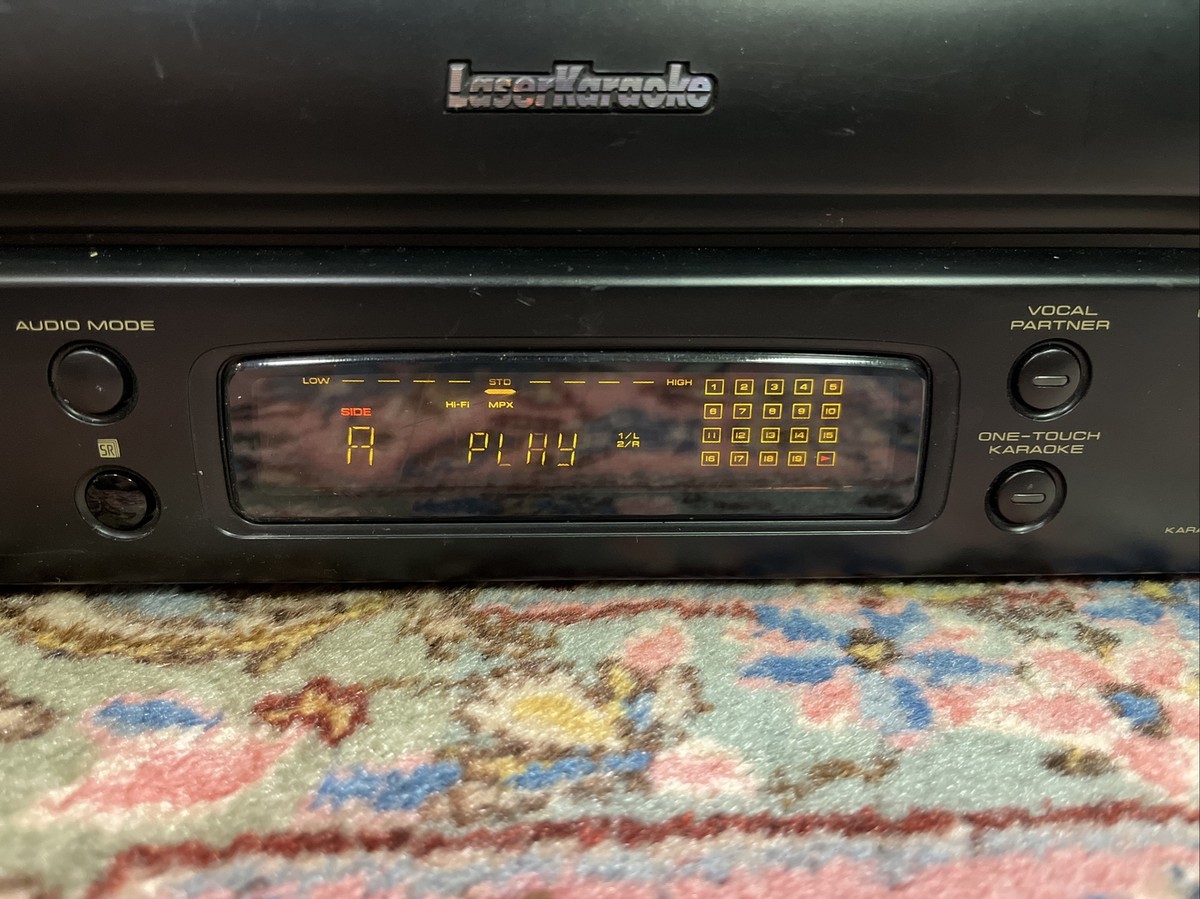 LaserKaraoke
AUDIO MODE
SR
LOW STD HIGH
HI-FI MPX
SIDE
A PLAY 1/L
2/R
1 2 3 4 5
6 7 8 9 10
11 12 13 14 15
16 17 18 19
VOCAL
PARTNER
ONE-TOUCH
KARAOKE